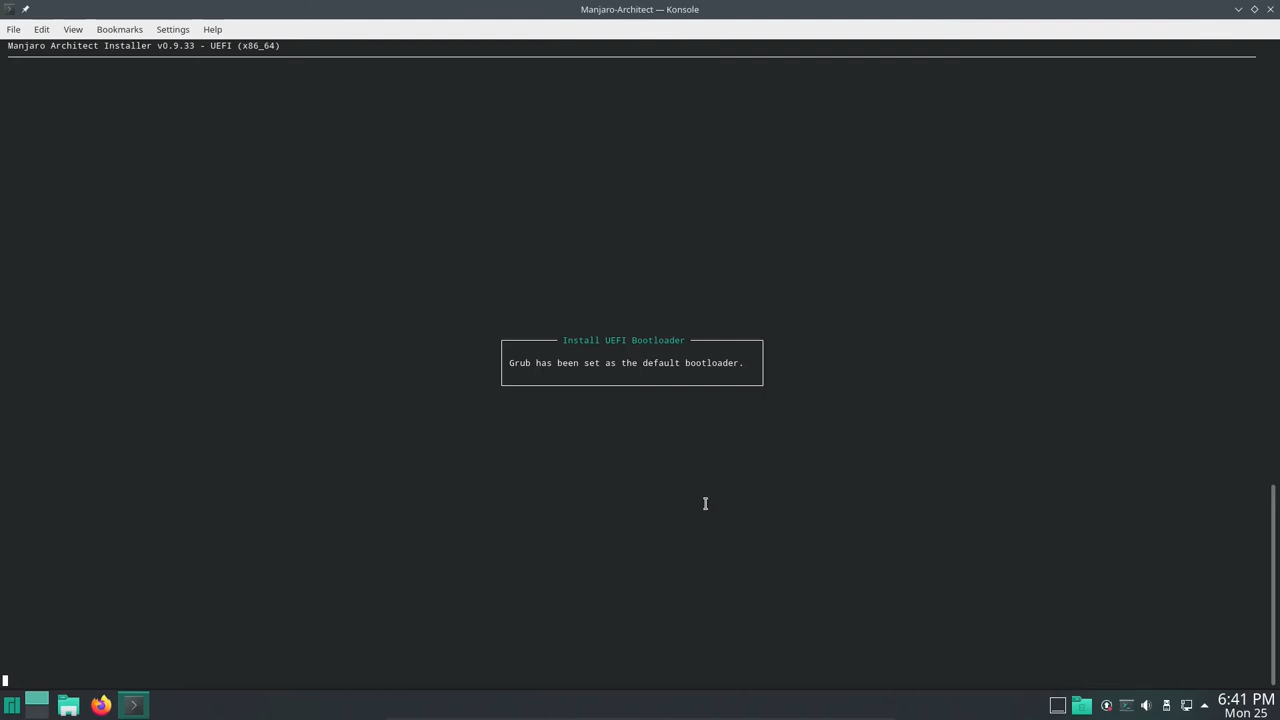 Manjaro-Architect — Konsole
File Edit View Bookmarks Settings Help
Manjaro Architect Installer v0.9.33 - UEFI (x86_64)
Install UEFI Bootloader
Grub has been set as the default bootloader.
6:41 PM
Mon 25